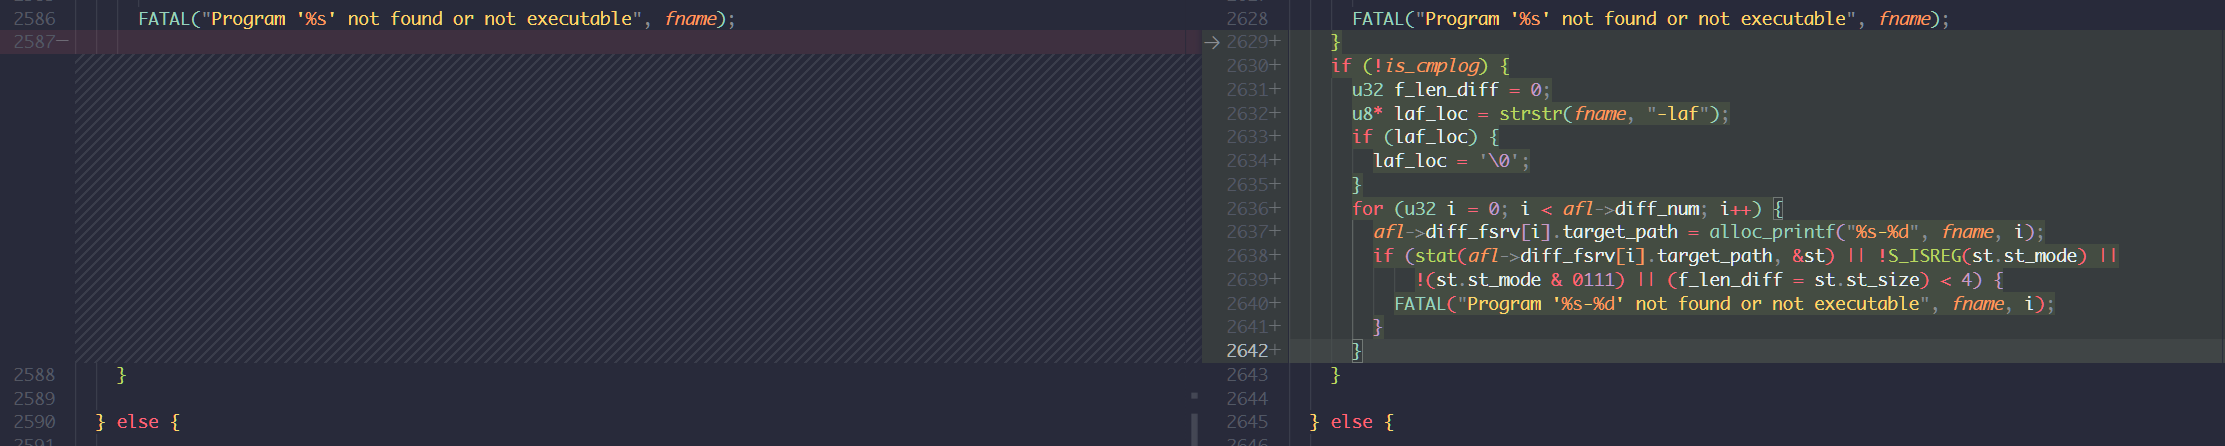 2586 FATAL("Program '%s' not found or not executable", fname);
2587−
2588 }
2589
2590 } else {
2628 FATAL("Program '%s' not found or not executable", fname);
→ 2629+ }
2630+ if (!is_cmplog) {
2631+ u32 f_len_diff = 0;
2632+ u8* laf_loc = strstr(fname, "-laf");
2633+ if (laf_loc) {
2634+ laf_loc = '\0';
2635+ }
2636+ for (u32 i = 0; i < afl->diff_num; i++) {
2637+ afl->diff_fsrv[i].target_path = alloc_printf("%s-%d", fname, i);
2638+ if (stat(afl->diff_fsrv[i].target_path, &st) || !S_ISREG(st.st_mode) ||
2639+ !(st.st_mode & 0111) || (f_len_diff = st.st_size) < 4) {
2640+ FATAL("Program '%s-%d' not found or not executable", fname, i);
2641+ }
2642+ }
2643 }
2644
2645 } else {